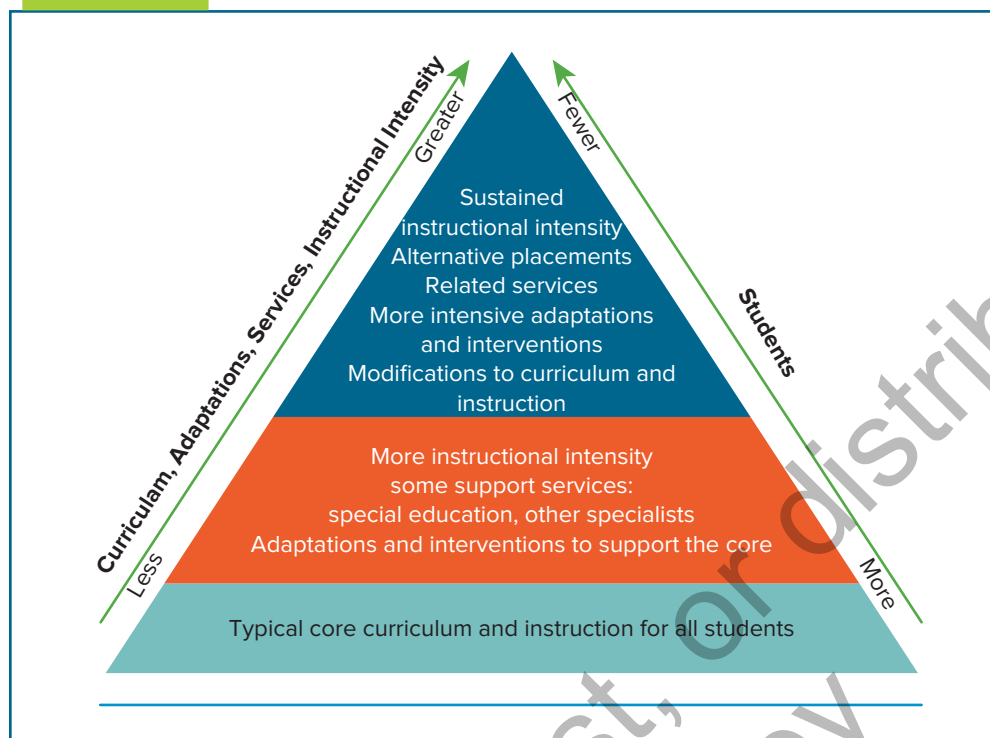 Curriculam, Adaptations, Services, Instructional Intensity
Less
Greater
Fewer
More
Students
Sustained
instructional intensity
Alternative placements
Related services
More intensive adaptations
and interventions
Modifications to curriculum and
instruction
More instructional intensity
some support services:
special education, other specialists
Adaptations and interventions to support the core
Typical core curriculum and instruction for all students
or distrib